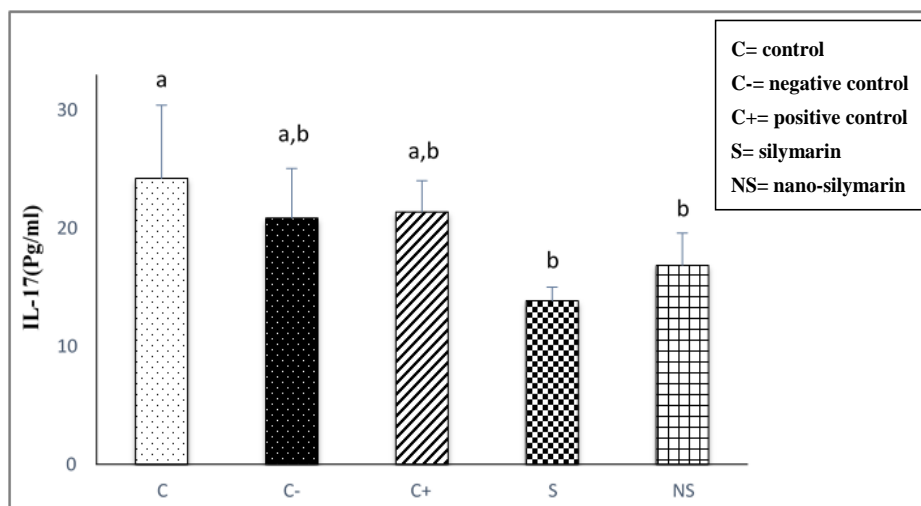 C= control
C-= negative control
C+= positive control
S= silymarin
NS= nano-silymarin
IL-17(Pg/ml)
30
20
10
0
a
a,b
a,b
b
b
C
C-
C+
S
NS